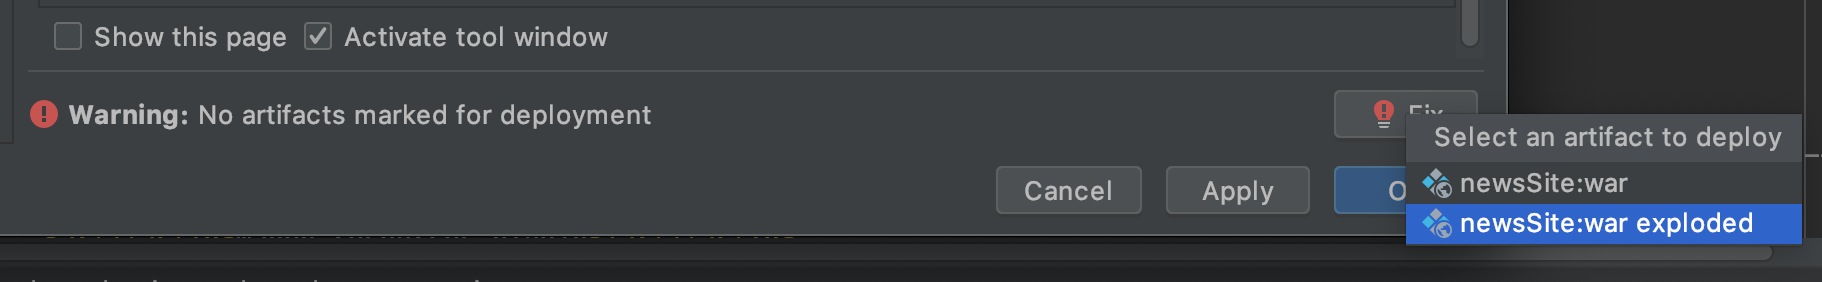 Show this page Activate tool window
Warning: No artifacts marked for deployment
Fix
Select an artifact to deploy
Cancel Apply
newsSite:war
newsSite:war exploded